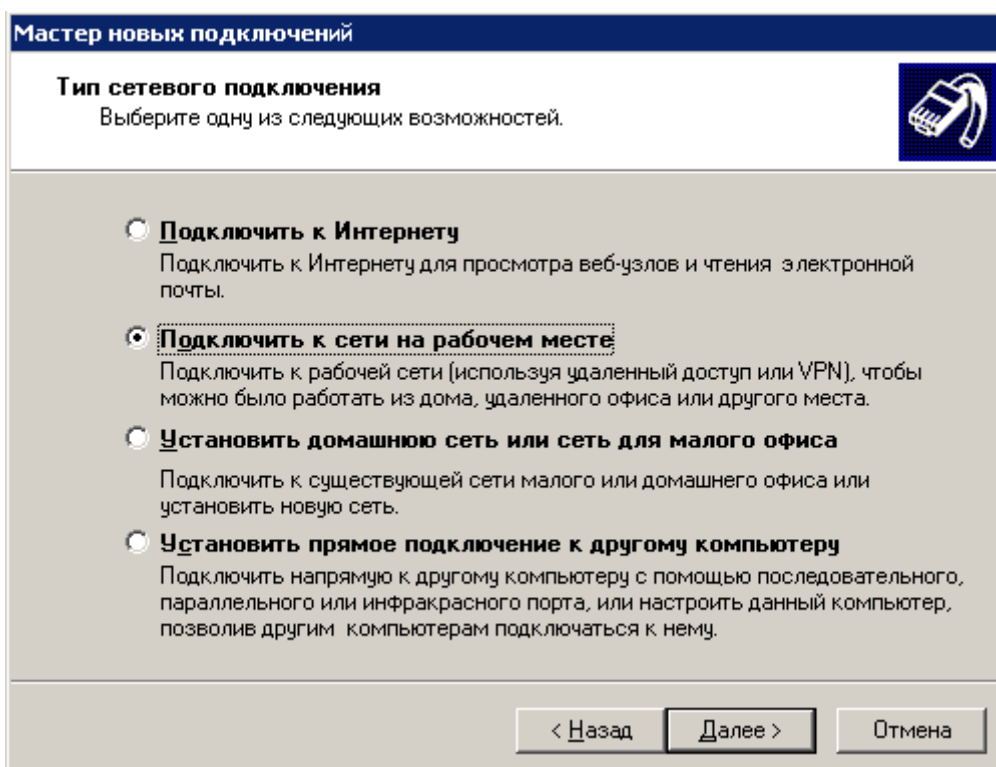 Мастер новых подключений
Тип сетевого подключения
Выберите одну из следующих возможностей.
Подключить к Интернету
Подключить к Интернету для просмотра веб-узлов и чтения электронной
почты.
Подключить к сети на рабочем месте
Подключить к рабочей сети (используя удаленный доступ или VPN), чтобы
можно было работать из дома, удаленного офиса или другого места.
Установить домашнюю сеть или сеть для малого офиса
Подключить к существующей сети малого или домашнего офиса или
установить новую сеть.
Установить прямое подключение к другому компьютеру
Подключить напрямую к другому компьютеру с помощью последовательного,
параллельного или инфракрасного порта, или настроить данный компьютер,
позволив другим компьютерам подключаться к нему.
< Назад Далее > Отмена